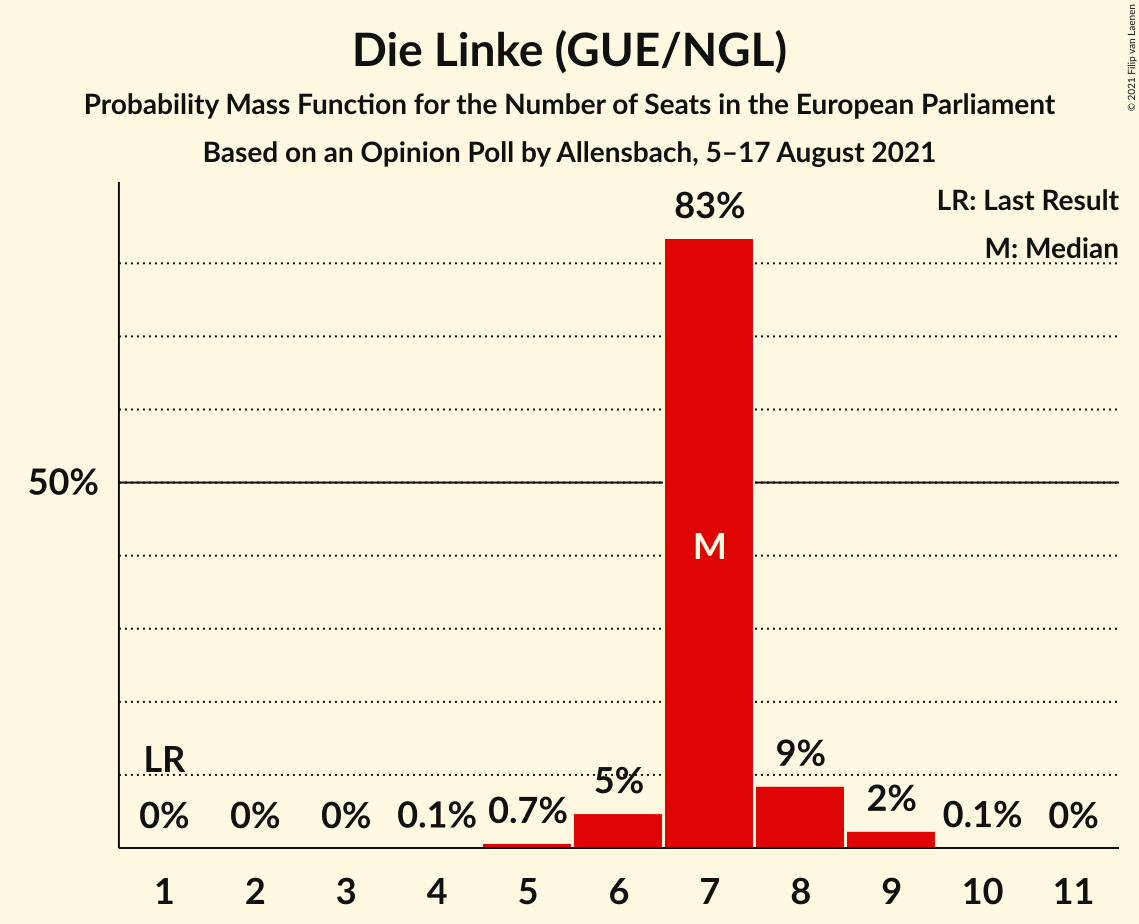 Die Linke (GUE/NGL)
Probability Mass Function for the Number of Seats in the European Parliament
Based on an Opinion Poll by Allensbach, 5–17 August 2021
© 2021 Filip van Laenen
LR: Last Result
M: Median
83%
50%
M
LR
0%
0%
0%
0.1%
0.7%
5%
9%
2%
0.1%
0%
1 2 3 4 5 6 7 8 9 10 11